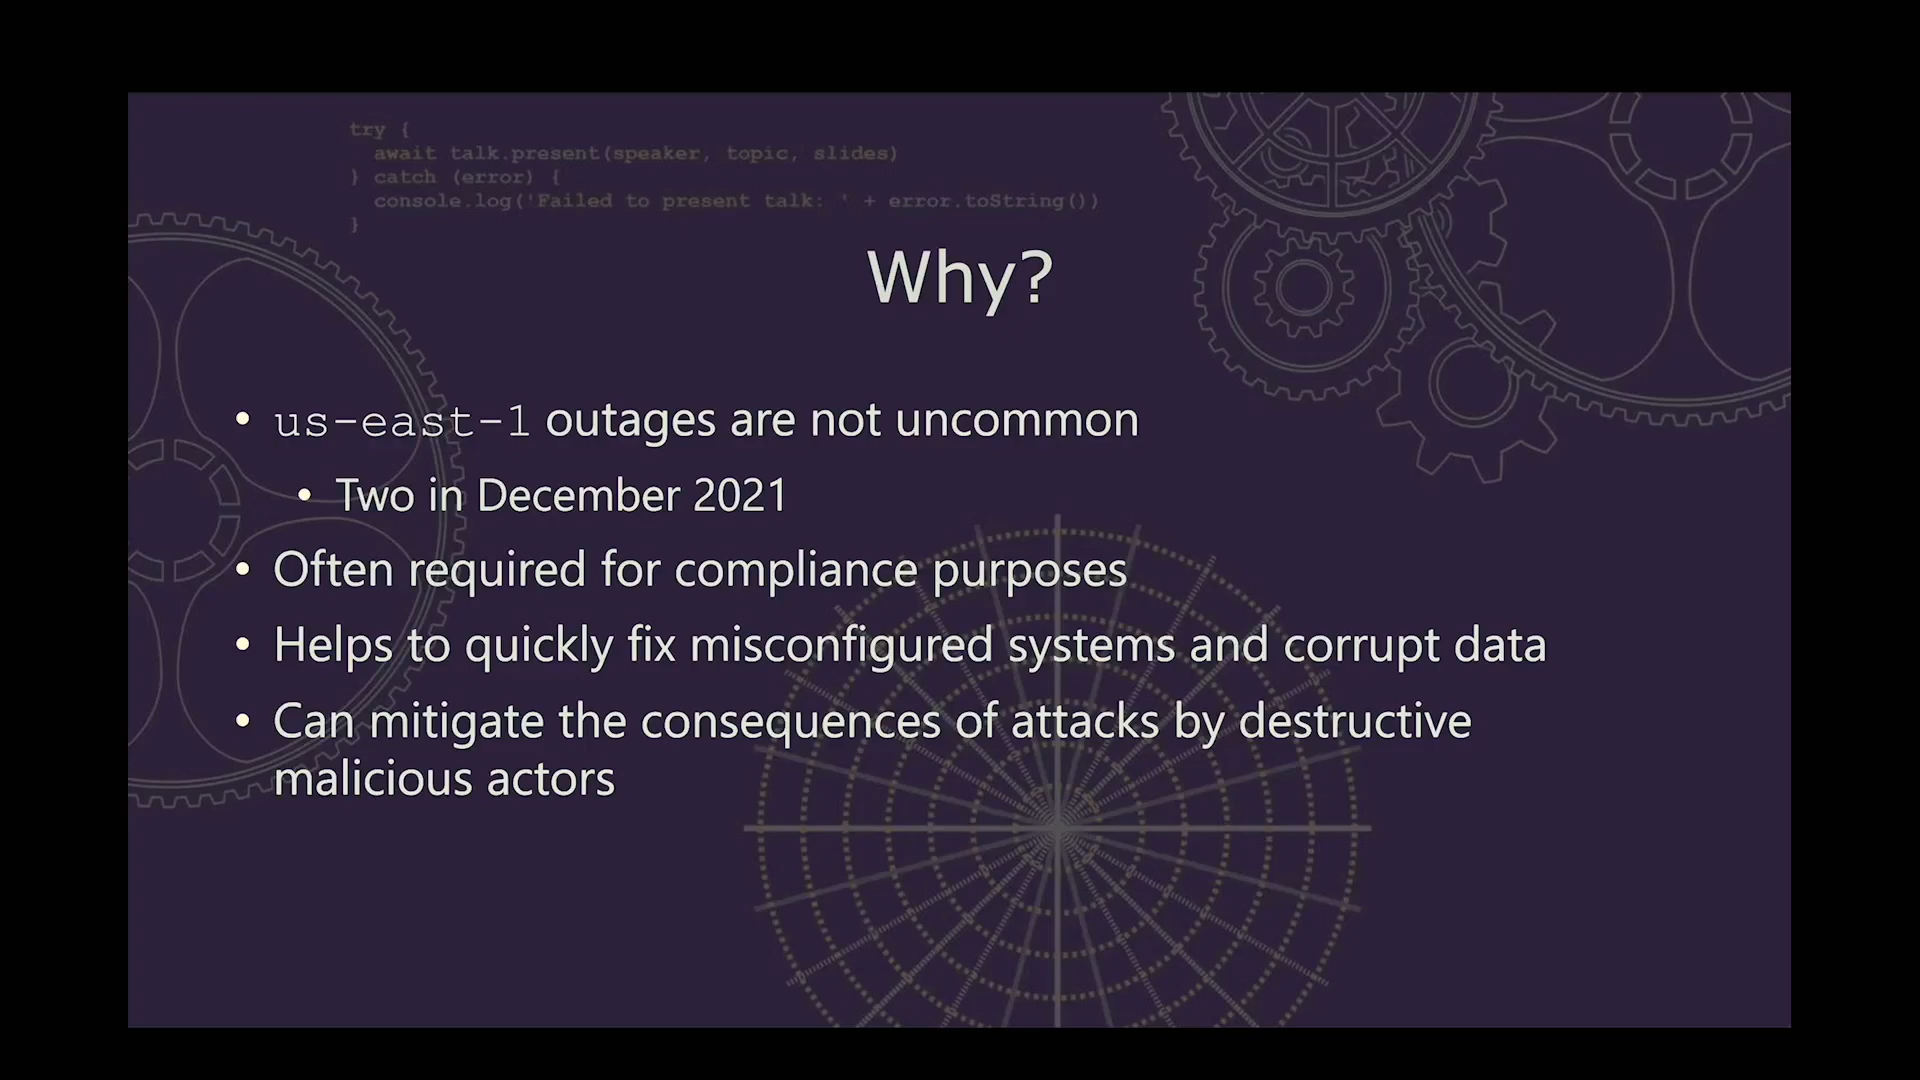 try {
await talk.present(speaker, topic, slides)
} catch (error) {
console.log('Failed to present talk: ' + error.toString())
}
Why?
• us-east-1 outages are not uncommon
• Two in December 2021
• Often required for compliance purposes
• Helps to quickly fix misconfigured systems and corrupt data
• Can mitigate the consequences of attacks by destructive
malicious actors